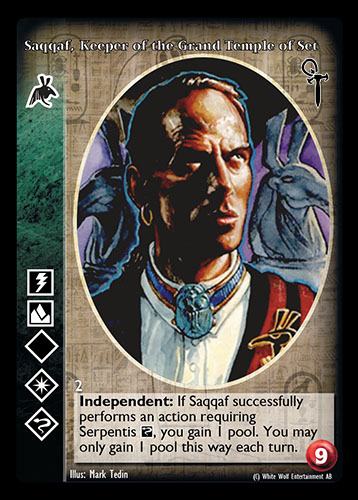 Saqqaf, Keeper of the Grand Temple of Set
2
Independent: If Saqqaf successfully
performs an action requiring
Serpentis, you gain 1 pool. You may
only gain 1 pool this way each turn.
9
Illus: Mark Tedin
(C) White Wolf Entertainment AB